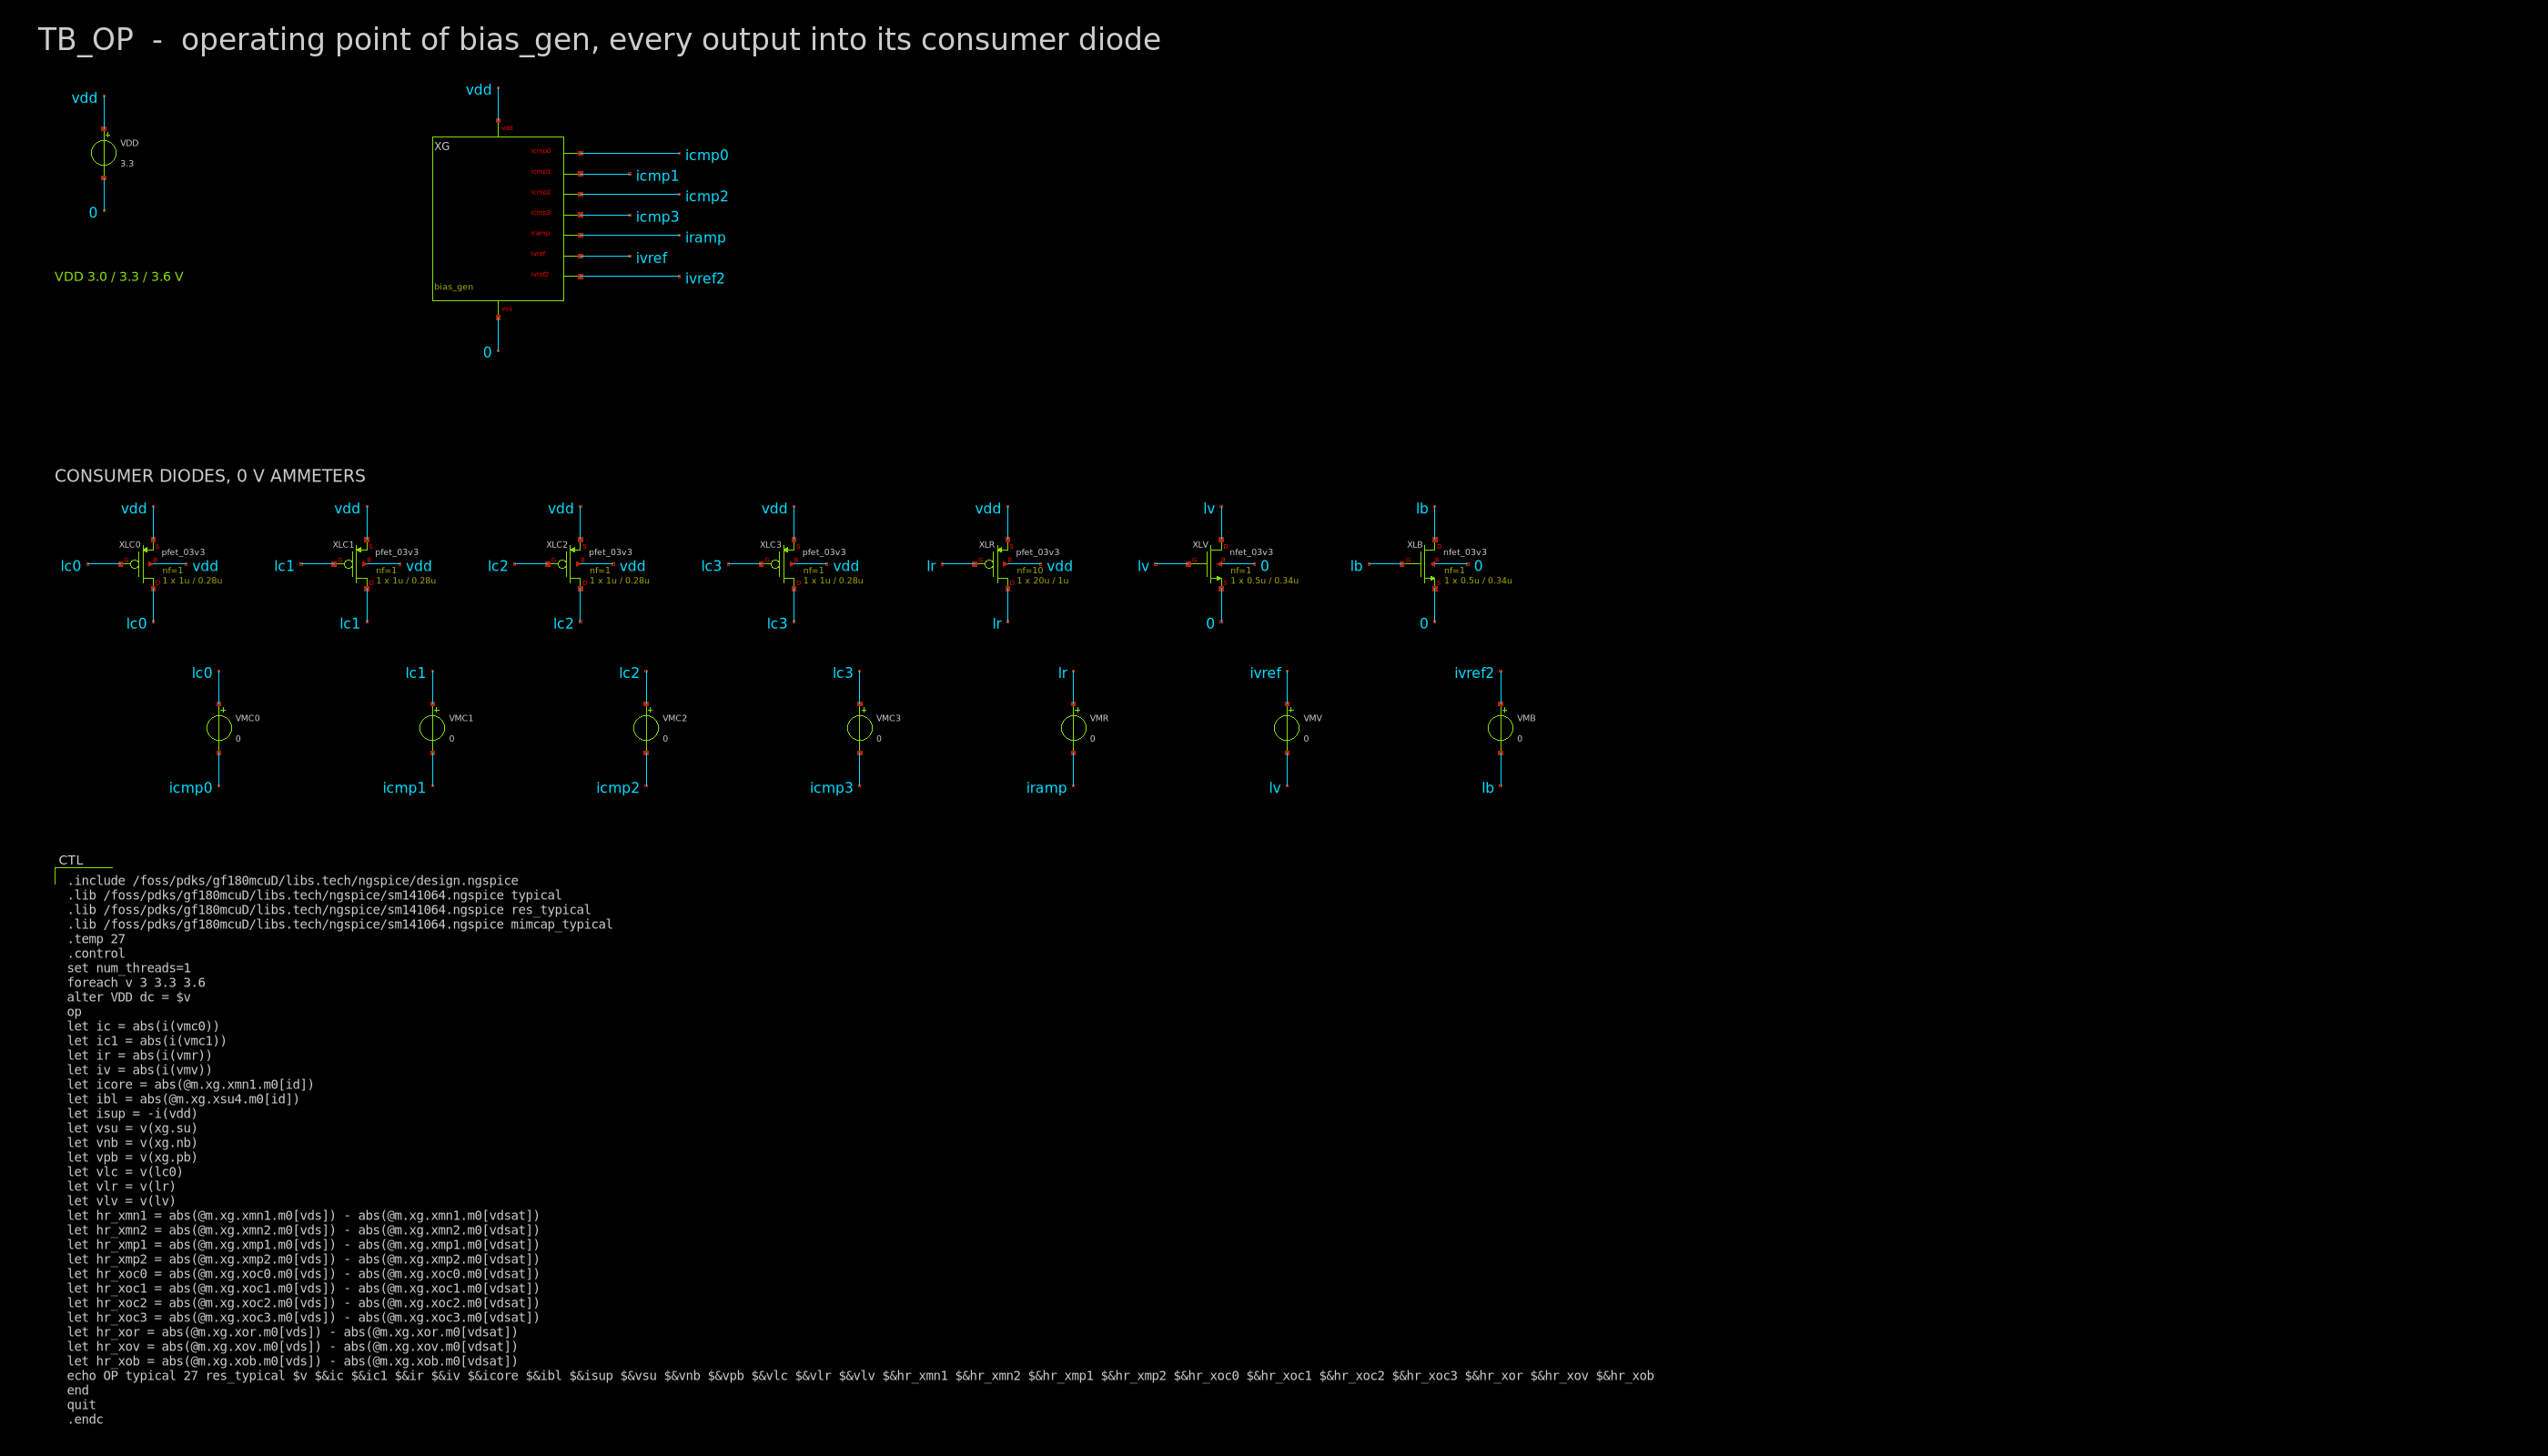 TB_OP  -  operating point of bias_gen, every output into its consumer diode
vdd
VDD
3.3
0
VDD 3.0 / 3.3 / 3.6 V
vdd
vdd
XG
icmp0
icmp1
icmp2
icmp3
iramp
ivref
ivref2
bias_gen
vss
0
icmp0
icmp1
icmp2
icmp3
iramp
ivref
ivref2
CONSUMER DIODES, 0 V AMMETERS
vdd
XLC0
pfet_03v3
lc0
vdd
nf=1
1 x 1u / 0.28u
lc0
vdd
XLC1
pfet_03v3
lc1
vdd
nf=1
1 x 1u / 0.28u
lc1
vdd
XLC2
pfet_03v3
lc2
vdd
nf=1
1 x 1u / 0.28u
lc2
vdd
XLC3
pfet_03v3
lc3
vdd
nf=1
1 x 1u / 0.28u
lc3
vdd
XLR
pfet_03v3
lr
vdd
nf=10
1 x 20u / 1u
lr
lv
XLV
nfet_03v3
lv
0
nf=1
1 x 0.5u / 0.34u
0
lb
XLB
nfet_03v3
lb
0
nf=1
1 x 0.5u / 0.34u
0
lc0
VMC0
0
icmp0
lc1
VMC1
0
icmp1
lc2
VMC2
0
icmp2
lc3
VMC3
0
icmp3
lr
VMR
0
iramp
ivref
VMV
0
lv
ivref2
VMB
0
lb
CTL
.include /foss/pdks/gf180mcuD/libs.tech/ngspice/design.ngspice
.lib /foss/pdks/gf180mcuD/libs.tech/ngspice/sm141064.ngspice typical
.lib /foss/pdks/gf180mcuD/libs.tech/ngspice/sm141064.ngspice res_typical
.lib /foss/pdks/gf180mcuD/libs.tech/ngspice/sm141064.ngspice mimcap_typical
.temp 27
.control
set num_threads=1
foreach v 3 3.3 3.6
alter VDD dc = $v
op
let ic = abs(i(vmc0))
let ic1 = abs(i(vmc1))
let ir = abs(i(vmr))
let iv = abs(i(vmv))
let icore = abs(@m.xg.xmn1.m0[id])
let ibl = abs(@m.xg.xsu4.m0[id])
let isup = -i(vdd)
let vsu = v(xg.su)
let vnb = v(xg.nb)
let vpb = v(xg.pb)
let vlc = v(lc0)
let vlr = v(lr)
let vlv = v(lv)
let hr_xmn1 = abs(@m.xg.xmn1.m0[vds]) - abs(@m.xg.xmn1.m0[vdsat])
let hr_xmn2 = abs(@m.xg.xmn2.m0[vds]) - abs(@m.xg.xmn2.m0[vdsat])
let hr_xmp1 = abs(@m.xg.xmp1.m0[vds]) - abs(@m.xg.xmp1.m0[vdsat])
let hr_xmp2 = abs(@m.xg.xmp2.m0[vds]) - abs(@m.xg.xmp2.m0[vdsat])
let hr_xoc0 = abs(@m.xg.xoc0.m0[vds]) - abs(@m.xg.xoc0.m0[vdsat])
let hr_xoc1 = abs(@m.xg.xoc1.m0[vds]) - abs(@m.xg.xoc1.m0[vdsat])
let hr_xoc2 = abs(@m.xg.xoc2.m0[vds]) - abs(@m.xg.xoc2.m0[vdsat])
let hr_xoc3 = abs(@m.xg.xoc3.m0[vds]) - abs(@m.xg.xoc3.m0[vdsat])
let hr_xor = abs(@m.xg.xor.m0[vds]) - abs(@m.xg.xor.m0[vdsat])
let hr_xov = abs(@m.xg.xov.m0[vds]) - abs(@m.xg.xov.m0[vdsat])
let hr_xob = abs(@m.xg.xob.m0[vds]) - abs(@m.xg.xob.m0[vdsat])
echo OP typical 27 res_typical $v $&ic $&ic1 $&ir $&iv $&icore $&ibl $&isup $&vsu $&vnb $&vpb $&vlc $&vlr $&vlv $&hr_xmn1 $&hr_xmn2 $&hr_xmp1 $&hr_xmp2 $&hr_xoc0 $&hr_xoc1 $&hr_xoc2 $&hr_xoc3 $&hr_xor $&hr_xov $&hr_xob
end
quit
.endc